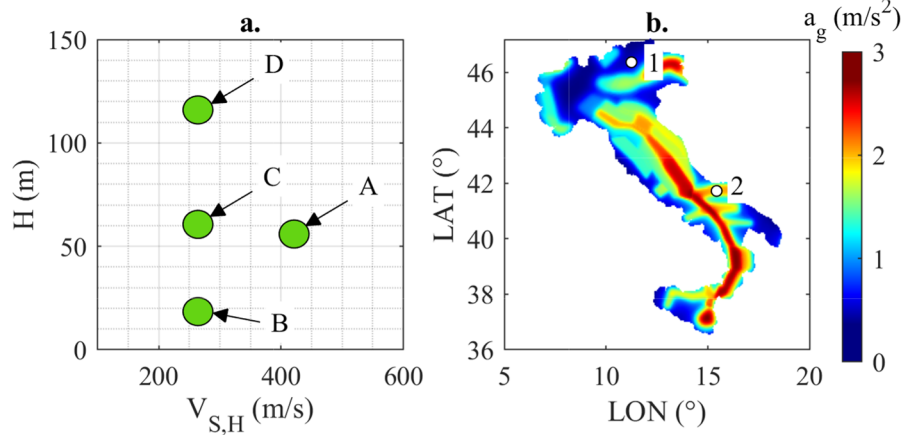 a.
150
100
50
0
H (m)
D
C
A
B
200
400
600
V_S,H (m/s)
b.
46
44
42
40
38
36
LAT (°)
1
2
5
10
15
20
LON (°)
a_g (m/s²)
3
2
1
0